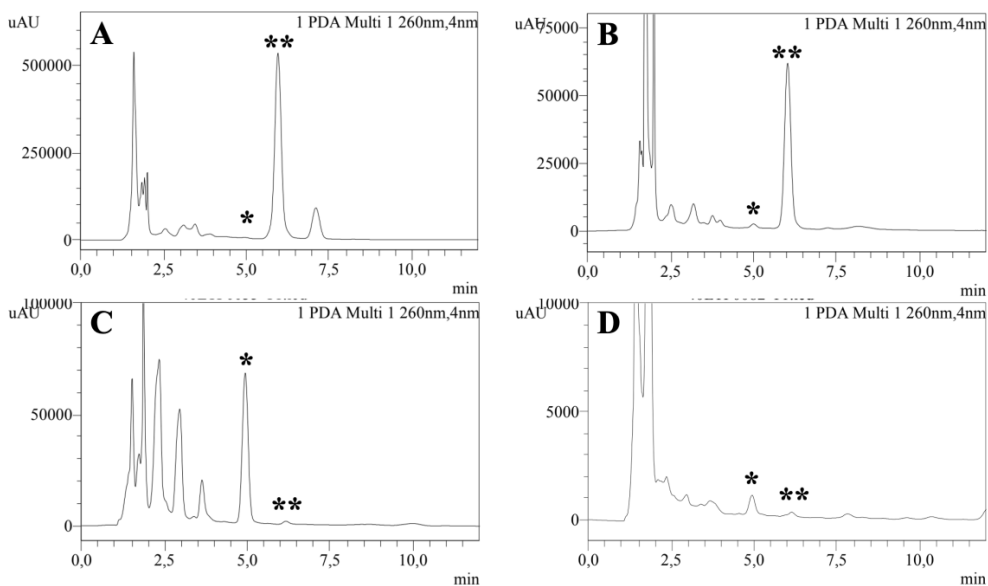 uAU
A
1 PDA Multi 1 260nm,4nm
**
500000
250000
*
0
0,0 2,5 5,0 7,5 10,0
min
uAU
75000
B
1 PDA Multi 1 260nm,4nm
**
50000
25000
*
0
0,0 2,5 5,0 7,5 10,0
min
100000
uAU
C
1 PDA Multi 1 260nm,4nm
*
50000
**
0
0,0 2,5 5,0 7,5 10,0
min
10000
uAU
D
1 PDA Multi 1 260nm,4nm
5000
*
**
0
0,0 2,5 5,0 7,5 10,0
min